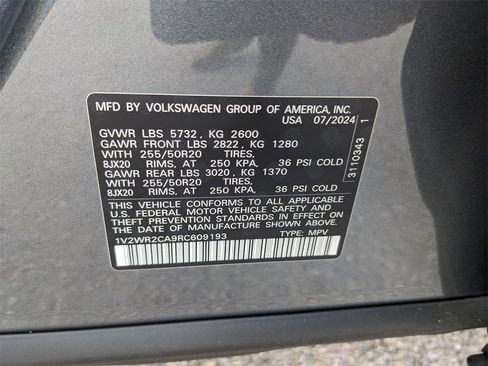 MFD BY VOLKSWAGEN GROUP OF AMERICA, INC.
USA 07/2024
GVWR LBS 5732, KG 2600
GAWR FRONT LBS 2822, KG 1280
WITH 255/50R20 TIRES,
8JX20 RIMS, AT 250 KPA, 36 PSI COLD
GAWR REAR LBS 3020, KG 1370
WITH 255/50R20 TIRES,
8JX20 RIMS, AT 250 KPA, 36 PSI COLD
THIS VEHICLE CONFORMS TO ALL APPLICABLE
U.S. FEDERAL MOTOR VEHICLE SAFETY AND
THEFT PREVENTION STANDARDS IN EFFECT ON
THE DATE OF MANUFACTURE SHOWN ABOVE
1V2WR2CA9RC609193 TYPE: MPV
3110343 1